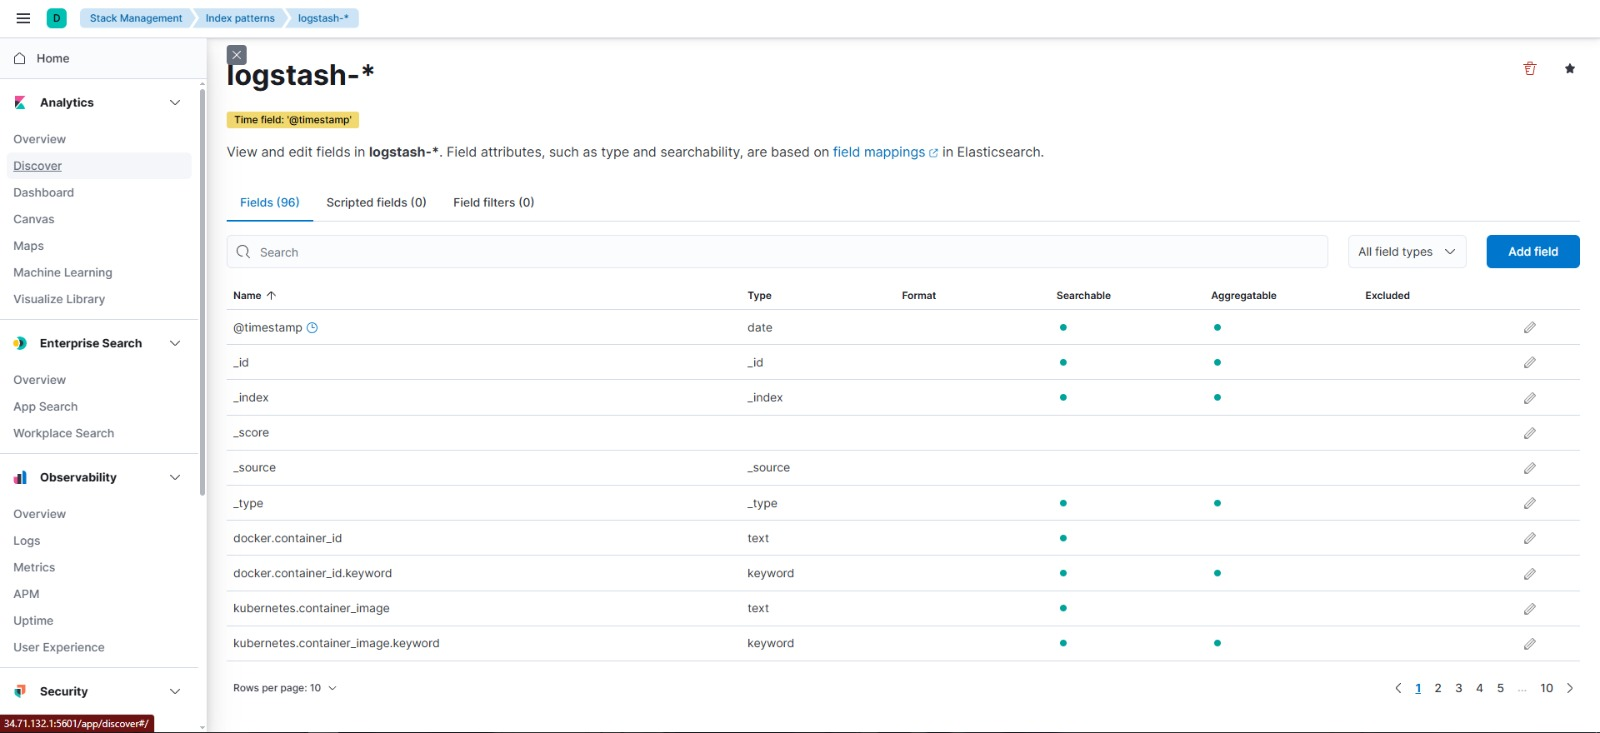 D Stack Management Index patterns logstash-*
Home
Analytics
Overview
Discover
Dashboard
Canvas
Maps
Machine Learning
Visualize Library
Enterprise Search
Overview
App Search
Workplace Search
Observability
Overview
Logs
Metrics
APM
Uptime
User Experience
Security
34.71.132.1:5601/app/discover#/
logstash-*
Time field: '@timestamp'
View and edit fields in logstash-*. Field attributes, such as type and searchability, are based on field mappings in Elasticsearch.
Fields (96) Scripted fields (0) Field filters (0)
Search All field types Add field
Name Type Format Searchable Aggregatable Excluded
@timestamp date
_id _id
_index _index
_score
_source _source
_type _type
docker.container_id text
docker.container_id.keyword keyword
kubernetes.container_image text
kubernetes.container_image.keyword keyword
Rows per page: 10 1 2 3 4 5 ... 10